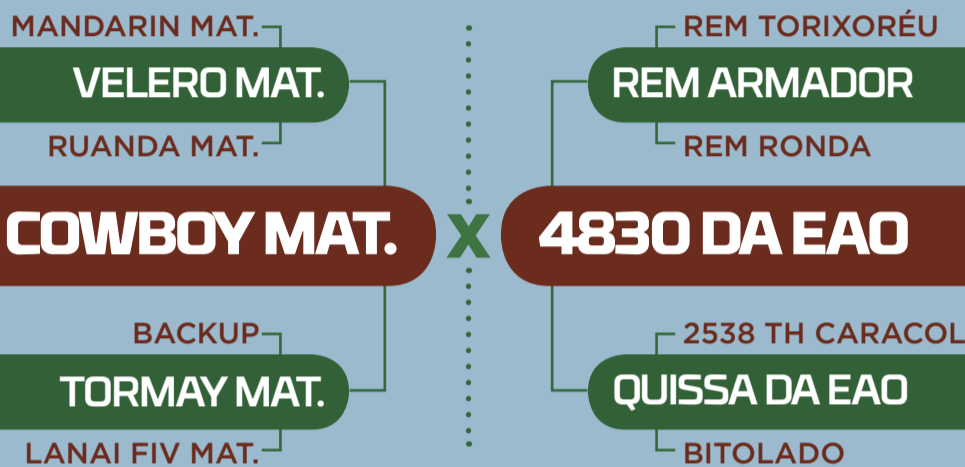 MANDARIN MAT.
VELERO MAT.
RUANDA MAT.
COWBOY MAT.
BACKUP
TORMAY MAT.
LANAI FIV MAT.
X
REM TORIXORÉU
REM ARMADOR
REM RONDA
4830 DA EAO
2538 TH CARACOL
QUISSA DA EAO
BITOLADO